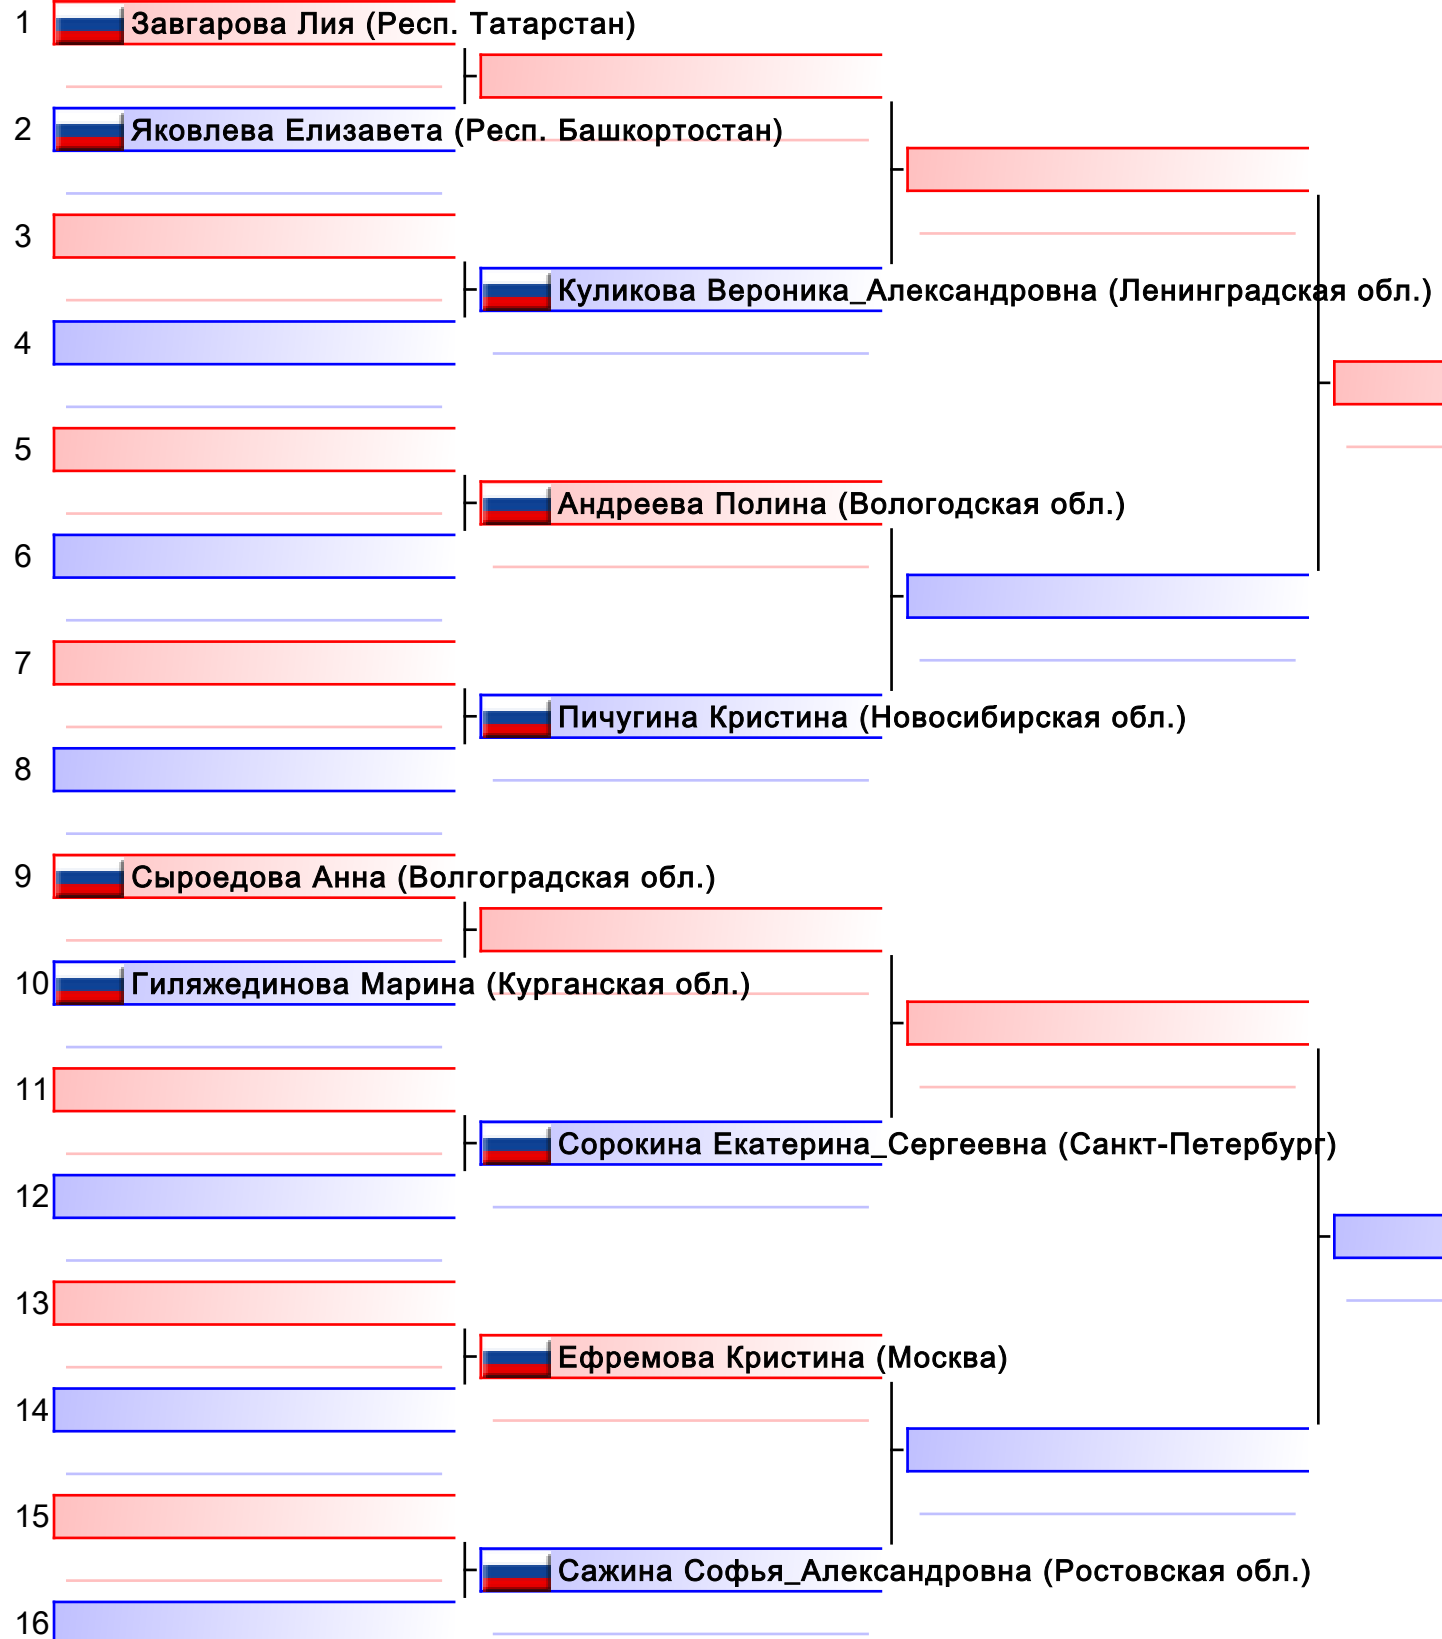 1 Завгарова Лия (Респ. Татарстан)
2 Яковлева Елизавета (Респ. Башкортостан)
3
Куликова Вероника_Александровна (Ленинградская обл.)
4
5
Андреева Полина (Вологодская обл.)
6
7
Пичугина Кристина (Новосибирская обл.)
8
9 Сыроедова Анна (Волгоградская обл.)
10 Гиляжединова Марина (Курганская обл.)
11
Сорокина Екатерина_Сергеевна (Санкт-Петербург)
12
13
Ефремова Кристина (Москва)
14
15
Сажина Софья_Александровна (Ростовская обл.)
16